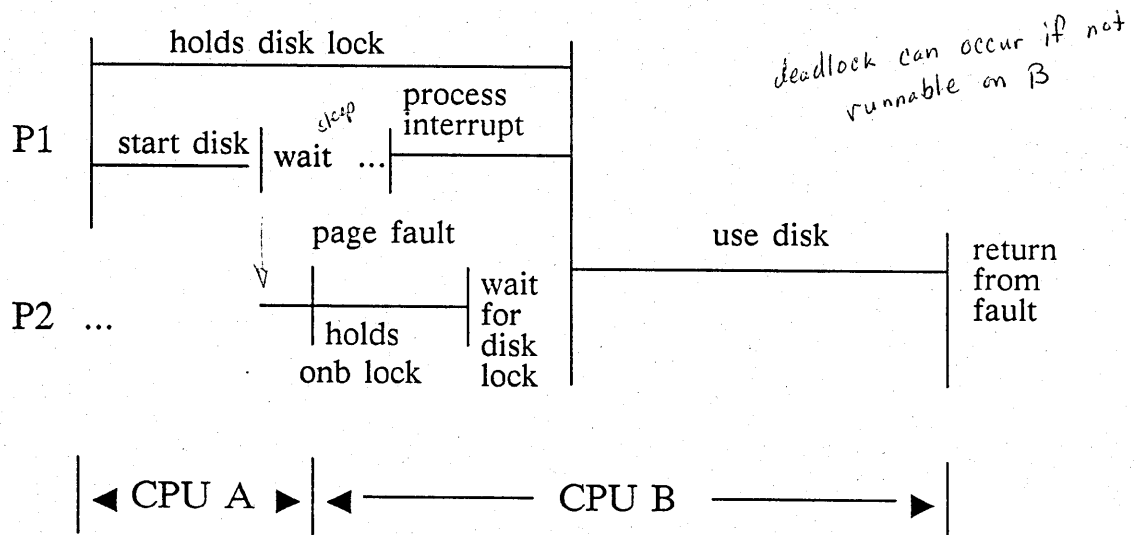 holds disk lock
deadlock can occur if not
runnable on B
P1
start disk
wait
sleep
...
process
interrupt
page fault
use disk
return
from
fault
P2 ...
holds
onb lock
wait
for
disk
lock
CPU A
CPU B